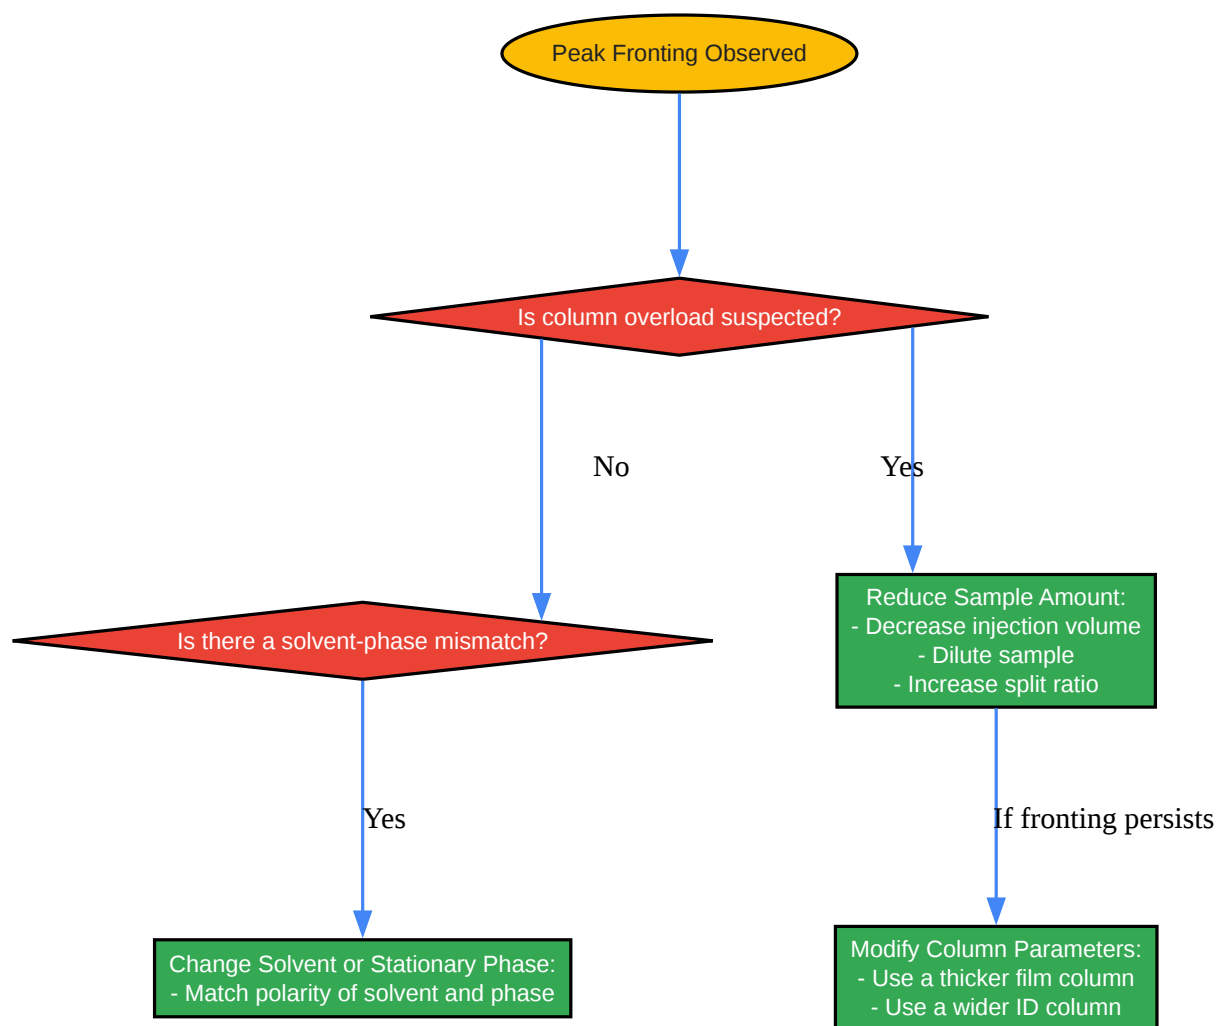 Peak Fronting Observed
Is column overload suspected?
No
Yes
Is there a solvent-phase mismatch?
Reduce Sample Amount:
- Decrease injection volume
- Dilute sample
- Increase split ratio
Yes
If fronting persists
Change Solvent or Stationary Phase:
- Match polarity of solvent and phase
Modify Column Parameters:
- Use a thicker film column
- Use a wider ID column